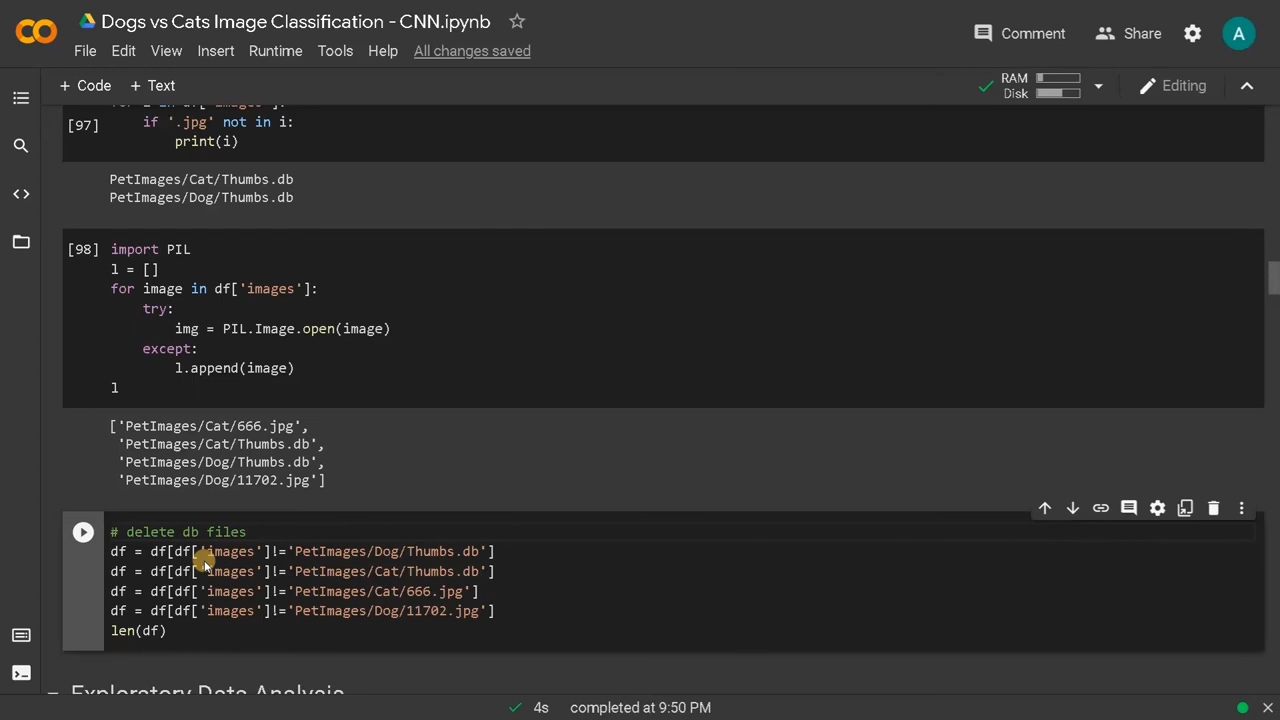 Dogs vs Cats Image Classification - CNN.ipynb
File Edit View Insert Runtime Tools Help All changes saved
Comment Share A
+ Code + Text
RAM
Disk
Editing
for i in df['images']:
[97] if '.jpg' not in i:
print(i)
PetImages/Cat/Thumbs.db
PetImages/Dog/Thumbs.db
[98] import PIL
l = []
for image in df['images']:
try:
img = PIL.Image.open(image)
except:
l.append(image)
l
['PetImages/Cat/666.jpg',
'PetImages/Cat/Thumbs.db',
'PetImages/Dog/Thumbs.db',
'PetImages/Dog/11702.jpg']
# delete db files
df = df[df['images']!='PetImages/Dog/Thumbs.db']
df = df[df['images']!='PetImages/Cat/Thumbs.db']
df = df[df['images']!='PetImages/Cat/666.jpg']
df = df[df['images']!='PetImages/Dog/11702.jpg']
len(df)
Exploratory Data Analysis
4s completed at 9:50 PM